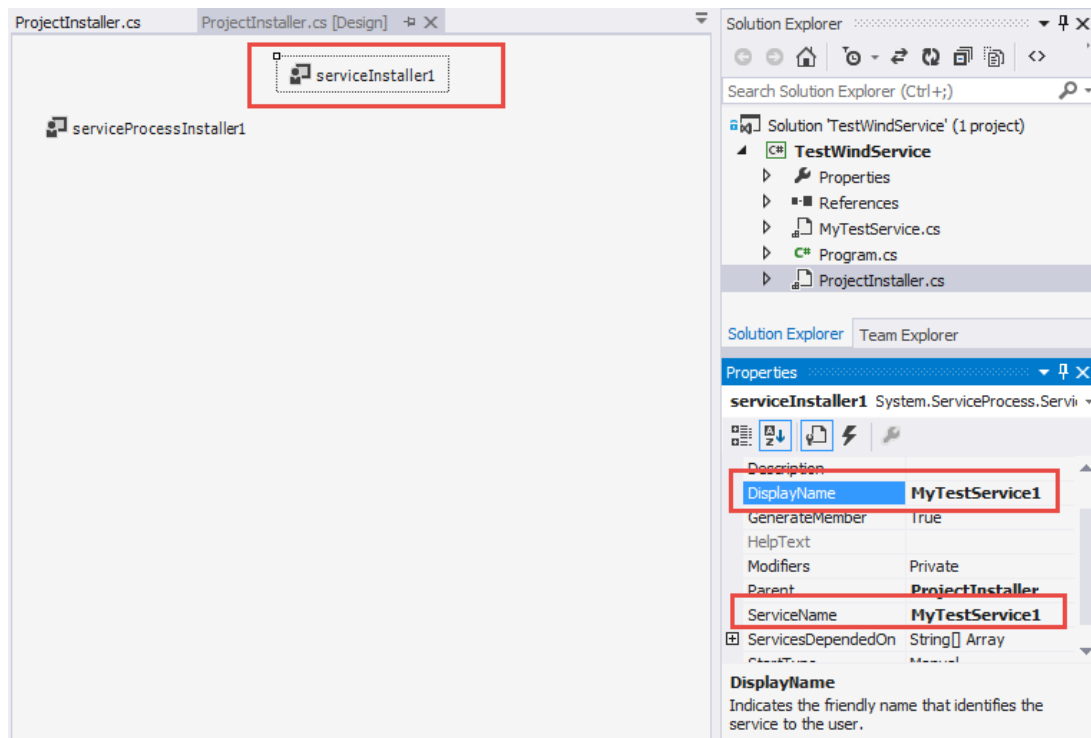 ProjectInstaller.cs
ProjectInstaller.cs [Design]
serviceInstaller1
serviceProcessInstaller1
Solution Explorer
Search Solution Explorer (Ctrl+;)
Solution 'TestWindService' (1 project)
C# TestWindService
Properties
References
MyTestService.cs
C# Program.cs
ProjectInstaller.cs
Solution Explorer Team Explorer
Properties
serviceInstaller1 System.ServiceProcess.Servi
Description
DisplayName MyTestService1
GenerateMember True
HelpText
Modifiers Private
Parent ProjectInstaller
ServiceName MyTestService1
ServicesDependedOn String[] Array
StartType Manual
DisplayName
Indicates the friendly name that identifies the
service to the user.